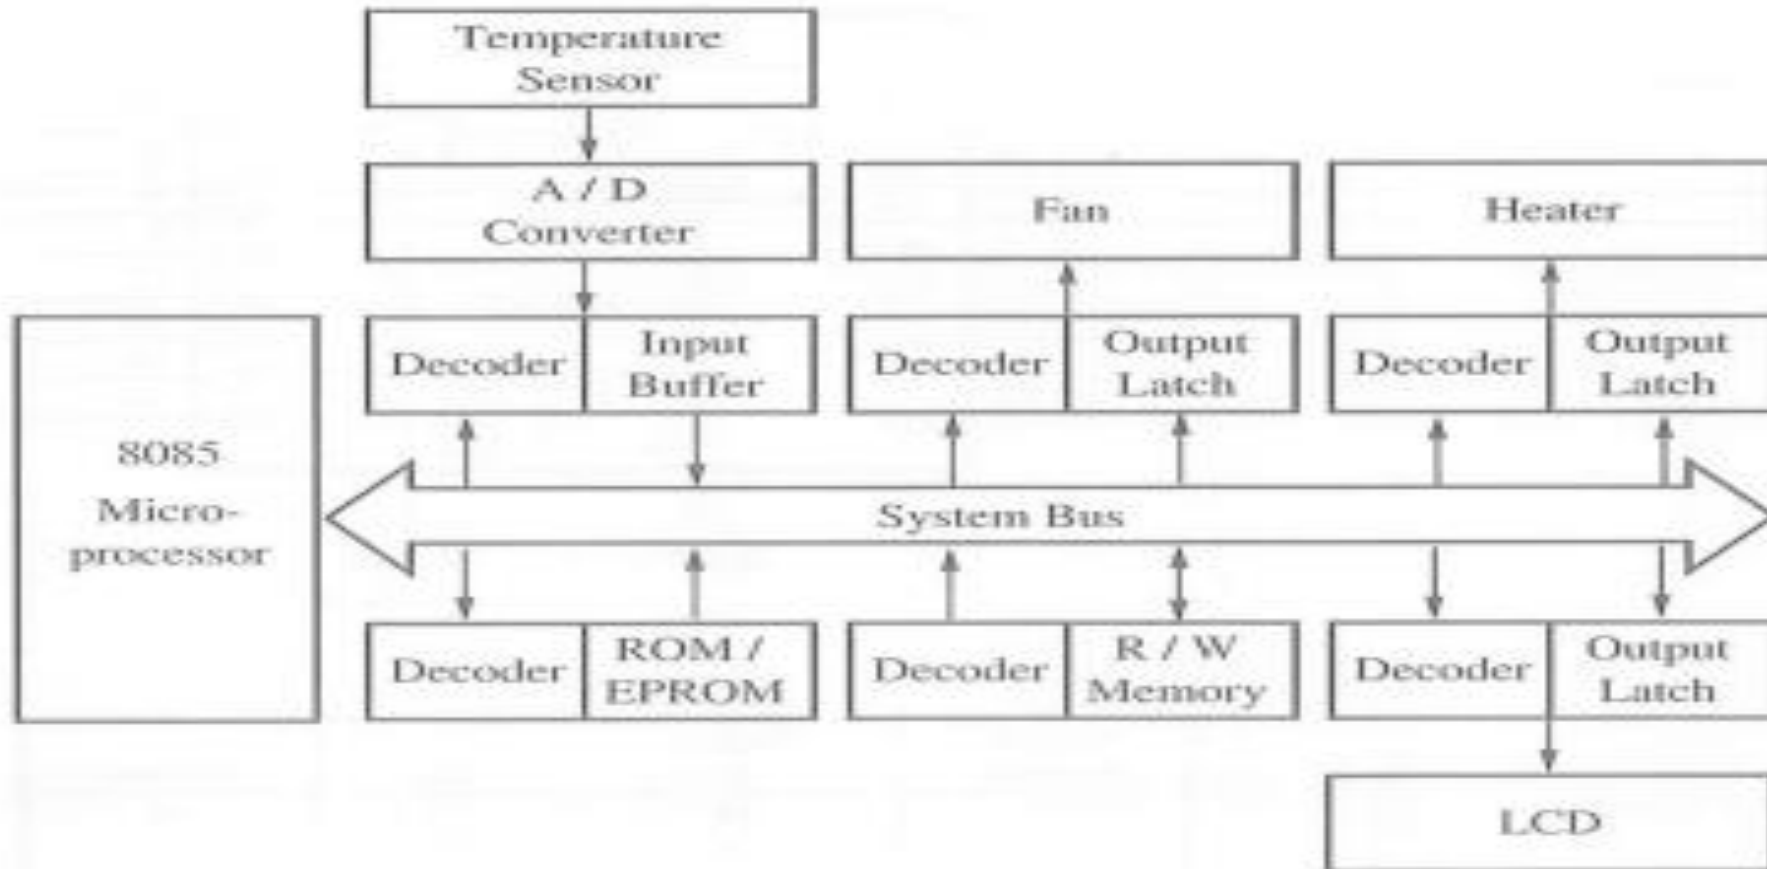 Temperature
Sensor
A / D
Converter
Fan
Heater
8085
Micro-
processor
Decoder
Input
Buffer
Decoder
Output
Latch
Decoder
Output
Latch
System Bus
Decoder
ROM /
EPROM
Decoder
R / W
Memory
Decoder
Output
Latch
LCD